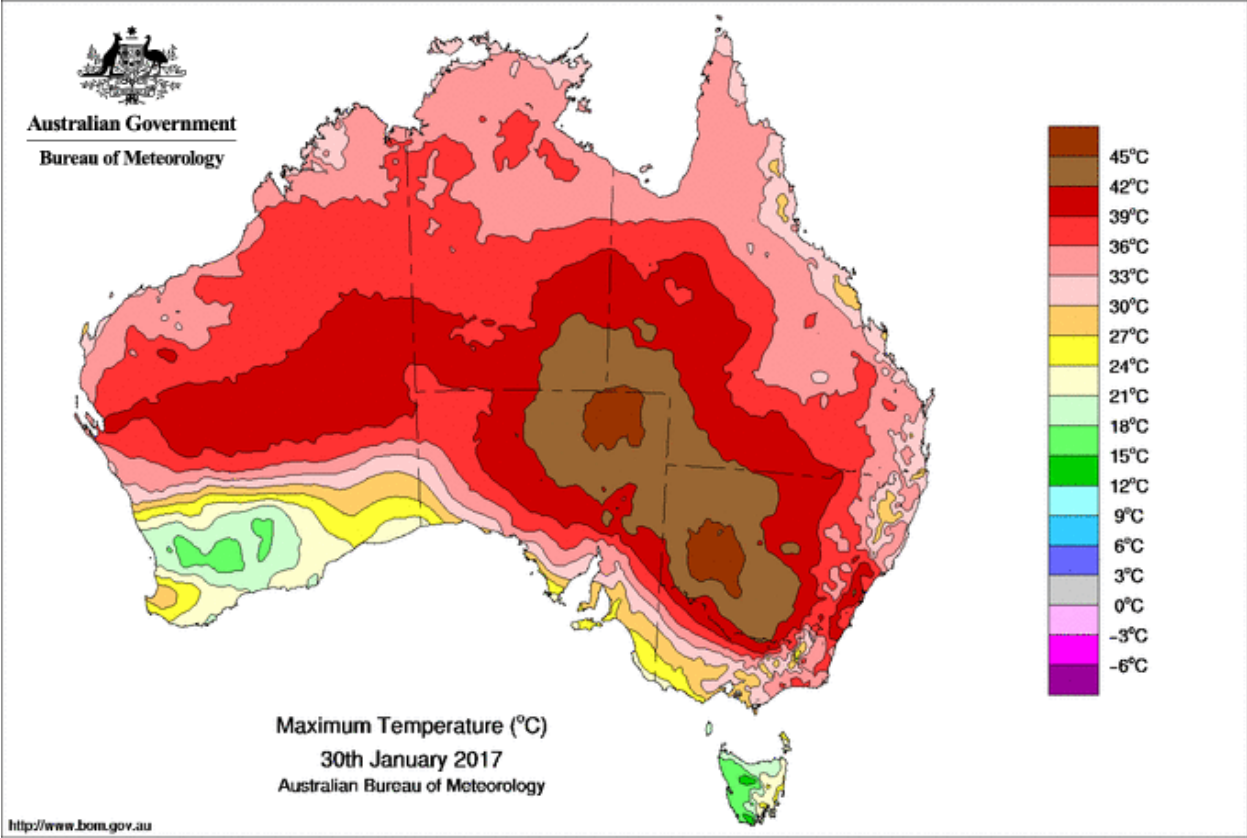 Australian Government
Bureau of Meteorology
45°C
42°C
39°C
36°C
33°C
30°C
27°C
24°C
21°C
18°C
15°C
12°C
9°C
6°C
3°C
0°C
-3°C
-6°C
Maximum Temperature (°C)
30th January 2017
Australian Bureau of Meteorology
http://www.bom.gov.au